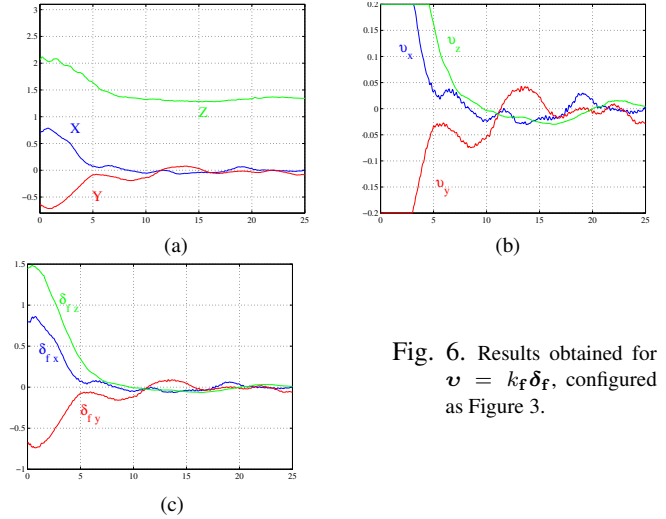 3
2.5
2
1.5
1
0.5
0
−0.5
X
Y
Z
0 5 10 15 20 25
(a)
0.2
0.15
0.1
0.05
0
−0.05
−0.1
−0.15
−0.2
υx
υz
υy
0 5 10 15 20 25
(b)
1.5
1
0.5
0
−0.5
−1
δf z
δf x
δf y
0 5 10 15 20 25
(c)
Fig. 6. Results obtained for
υ = kfδf, configured
as Figure 3.